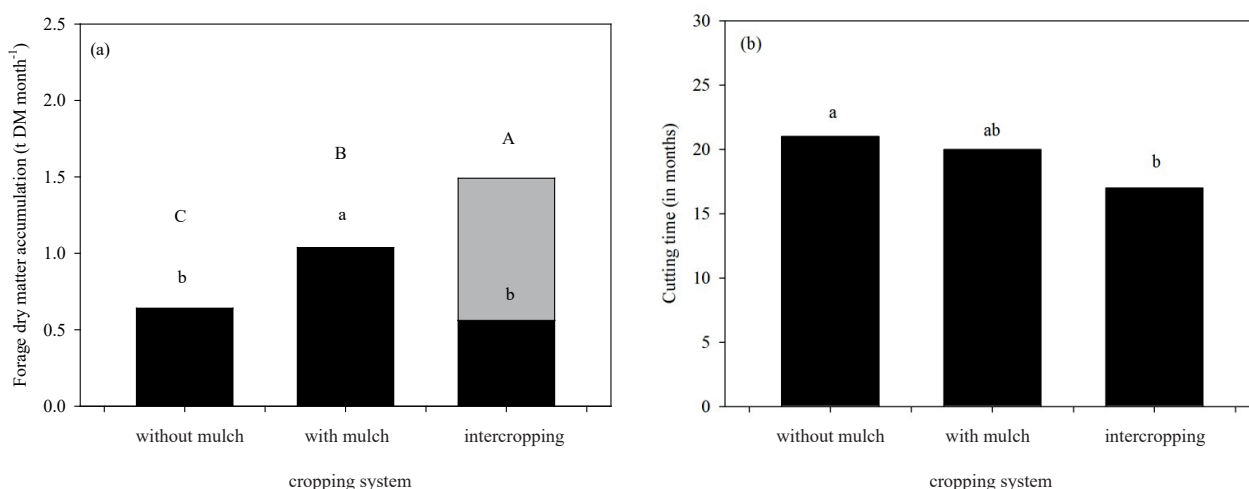 (a)
Forage dry matter accumulation (t DM month-1)
2.5
2.0
1.5
1.0
0.5
0.0
C
b
B
a
A
b
without mulch with mulch intercropping
cropping system
(b)
Cutting time (in months)
30
25
20
15
10
5
0
a
ab
b
without mulch with mulch intercropping
cropping system